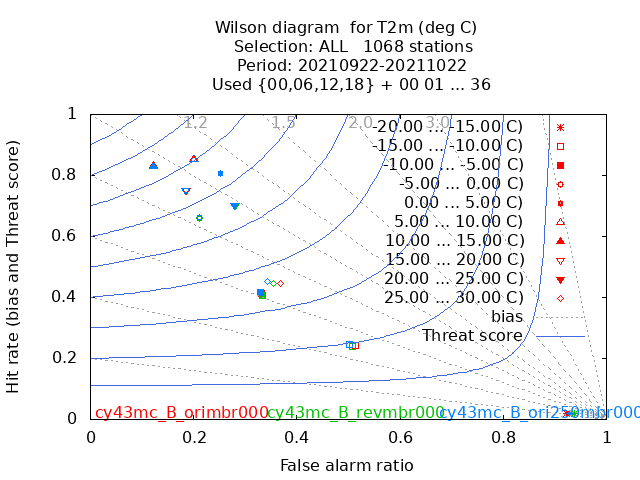 Wilson diagram  for T2m (deg C)
Selection: ALL   1068 stations
Period: 20210922-20211022
Used {00,06,12,18} + 00 01 ... 36
Hit rate (bias and Threat score)
1
0.8
0.6
0.4
0.2
0
1.2
1.5
2.0
3.0
-20.00 ... -15.00 C)
-15.00 ... -10.00 C)
-10.00 ... -5.00 C)
-5.00 ... 0.00 C)
0.00 ... 5.00 C)
5.00 ... 10.00 C)
10.00 ... 15.00 C)
15.00 ... 20.00 C)
20.00 ... 25.00 C)
25.00 ... 30.00 C)
bias
Threat score
cy43mc_B_orimbr000
cy43mc_B_revmbr000
cy43mc_B_ori250mbr000
0 0.2 0.4 0.6 0.8 1
False alarm ratio